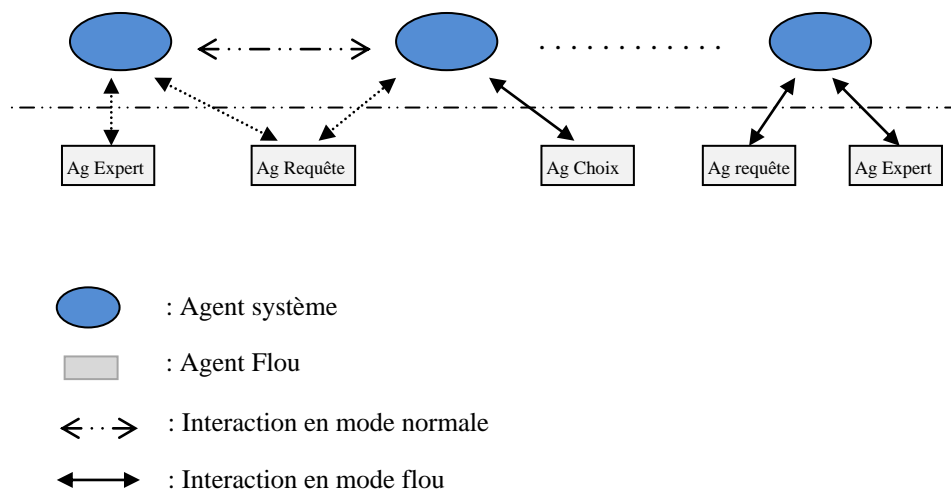 Ag Expert Ag Requête Ag Choix Ag requête Ag Expert
: Agent système
: Agent Flou
: Interaction en mode normale
: Interaction en mode flou